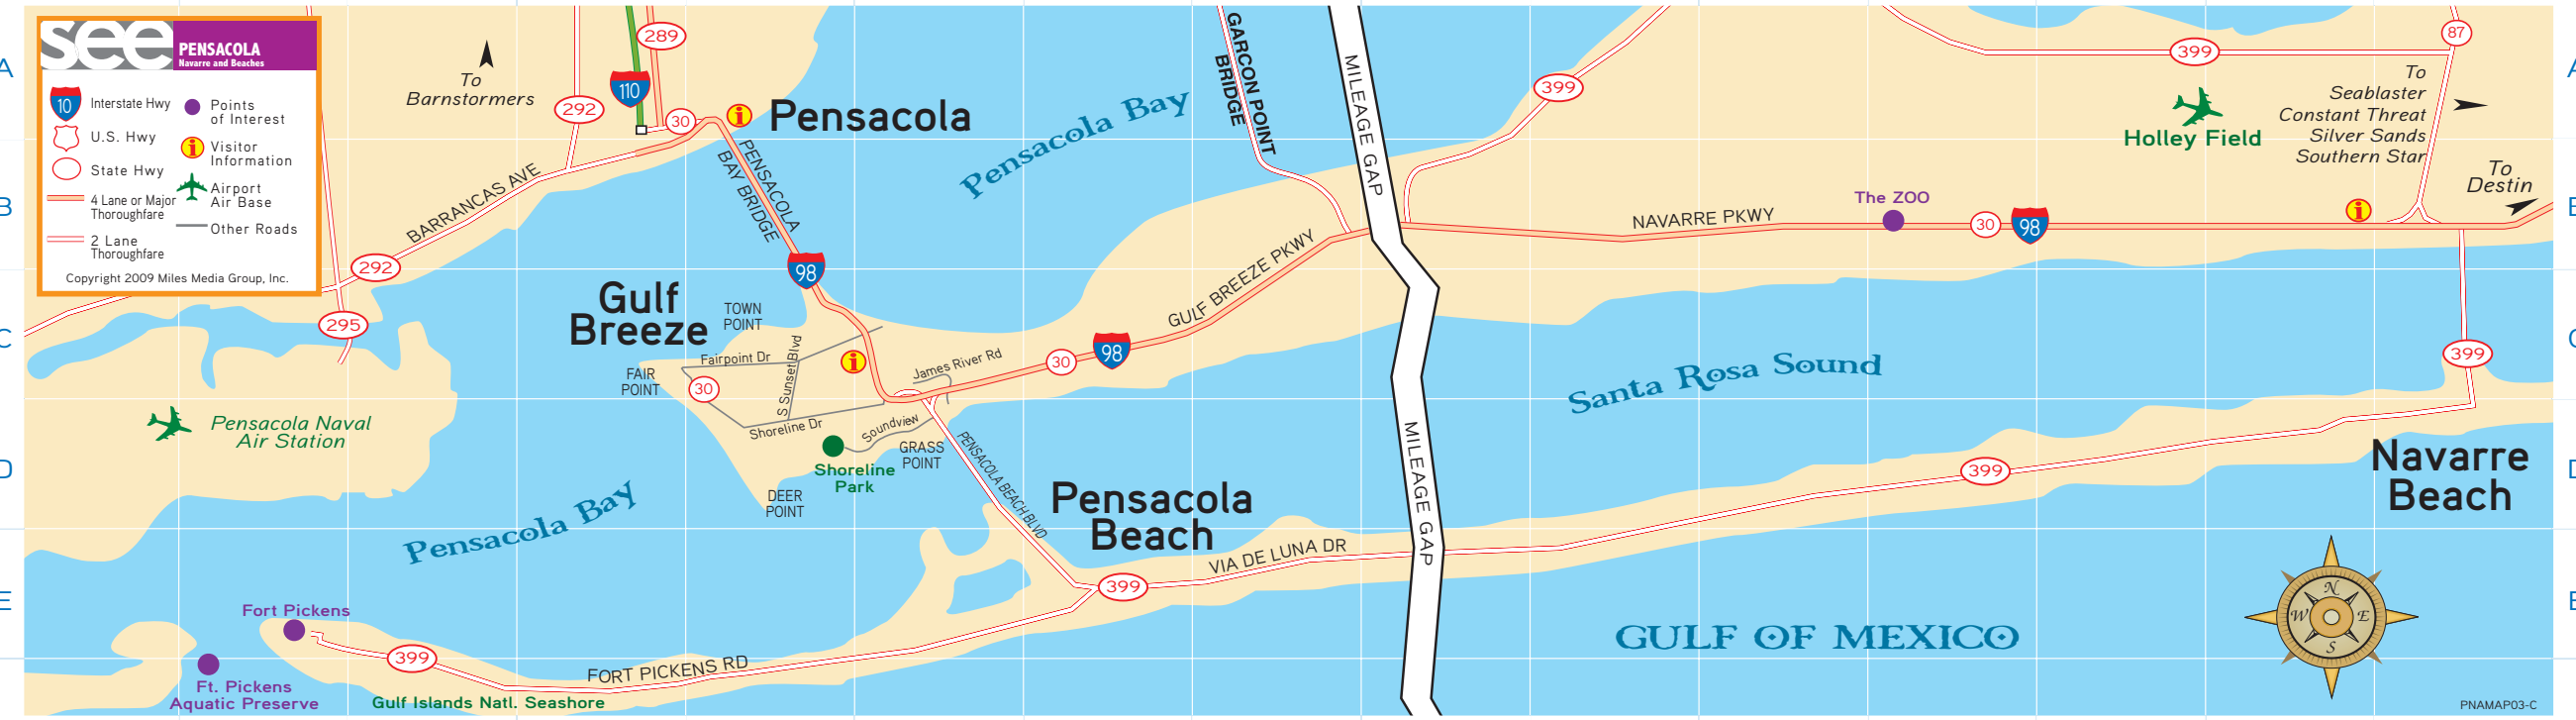 see
PENSACOLA
Navarre and Beaches
10
Interstate Hwy
U.S. Hwy
State Hwy
4 Lane or Major
Thoroughfare
2 Lane
Thoroughfare
Points
of Interest
Visitor
Information
Airport
Air Base
Other Roads
Copyright 2009 Miles Media Group, Inc.
A
B
C
D
E
To
Barnstormers
292
110
289
30
Pensacola
PENSACOLA
BAY BRIDGE
BARRANCAS AVE
292
295
98
Pensacola Bay
GARCON POINT
BRIDGE
MILEAGE GAP
399
399
87
To
Seablaster
Constant Threat
Silver Sands
Southern Star
Holley Field
To
Destin
The ZOO
NAVARRE PKWY
30
98
Gulf
Breeze
TOWN
POINT
FAIR
POINT
Fairpoint Dr
30
S Sunset Blvd
Shoreline Dr
James River Rd
30
98
GULF BREEZE PKWY
Soundview
GRASS
POINT
Shoreline
Park
DEER
POINT
PENSACOLA BEACH BLVD
Santa Rosa Sound
399
Pensacola Naval
Air Station
Pensacola Bay
Pensacola
Beach
MILEAGE GAP
399
Navarre
Beach
VIA DE LUNA DR
399
Fort Pickens
399
FORT PICKENS RD
Ft. Pickens
Aquatic Preserve
Gulf Islands Natl. Seashore
GULF OF MEXICO
N
W
E
S
PNAMAP03-C
A
B
C
D
E